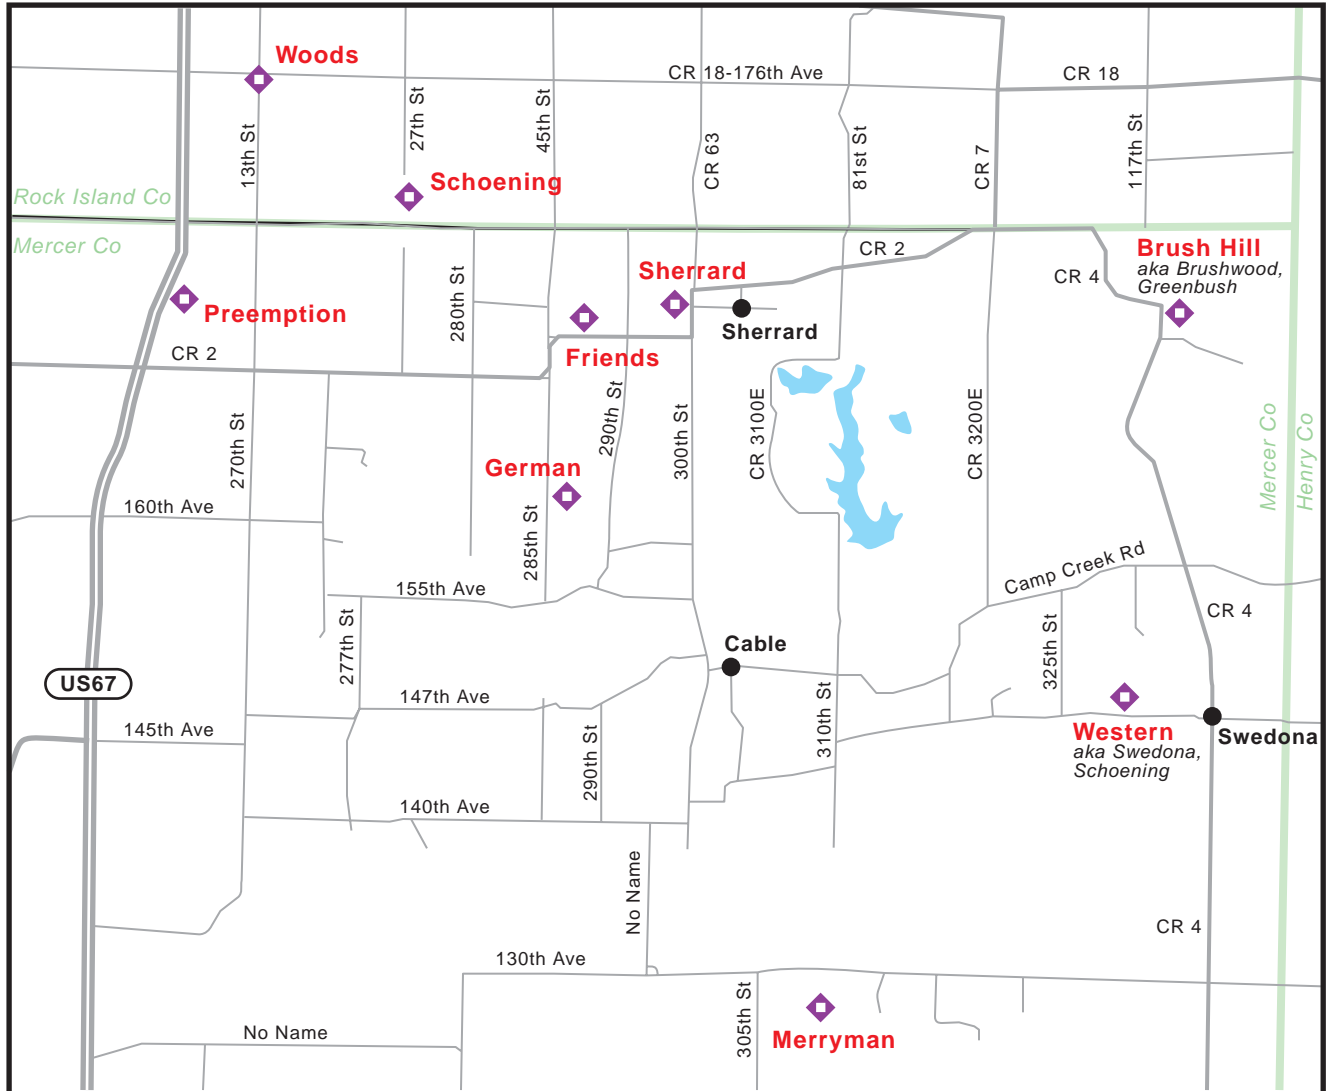 Woods
CR 18-176th Ave
CR 18
13th St
27th St
45th St
CR 63
81st St
CR 7
117th St
Schoening
Rock Island Co
Mercer Co
Preemption
CR 2
280th St
Sherrard
Sherrard
Friends
CR 2
CR 4
Brush Hill
aka Brushwood,
Greenbush
270th St
290th St
300th St
CR 3100E
CR 3200E
Mercer Co
Henry Co
German
160th Ave
285th St
155th Ave
Camp Creek Rd
CR 4
277th St
Cable
325th St
US67
147th Ave
145th Ave
290th St
310th St
Western
aka Swedona,
Schoening
Swedona
140th Ave
No Name
CR 4
130th Ave
305th St
Merryman
No Name